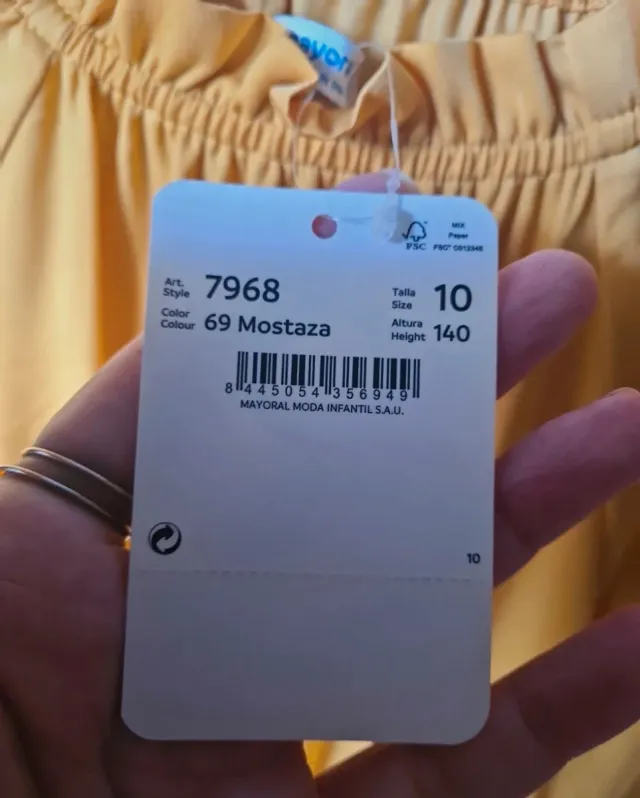 MIX
Paper
FSC
FSC® C012346
Art.
Style 7968
Talla
Size 10
Color
Colour 69 Mostaza
Altura
Height 140
8 445054 356949
MAYORAL MODA INFANTIL S.A.U.
10